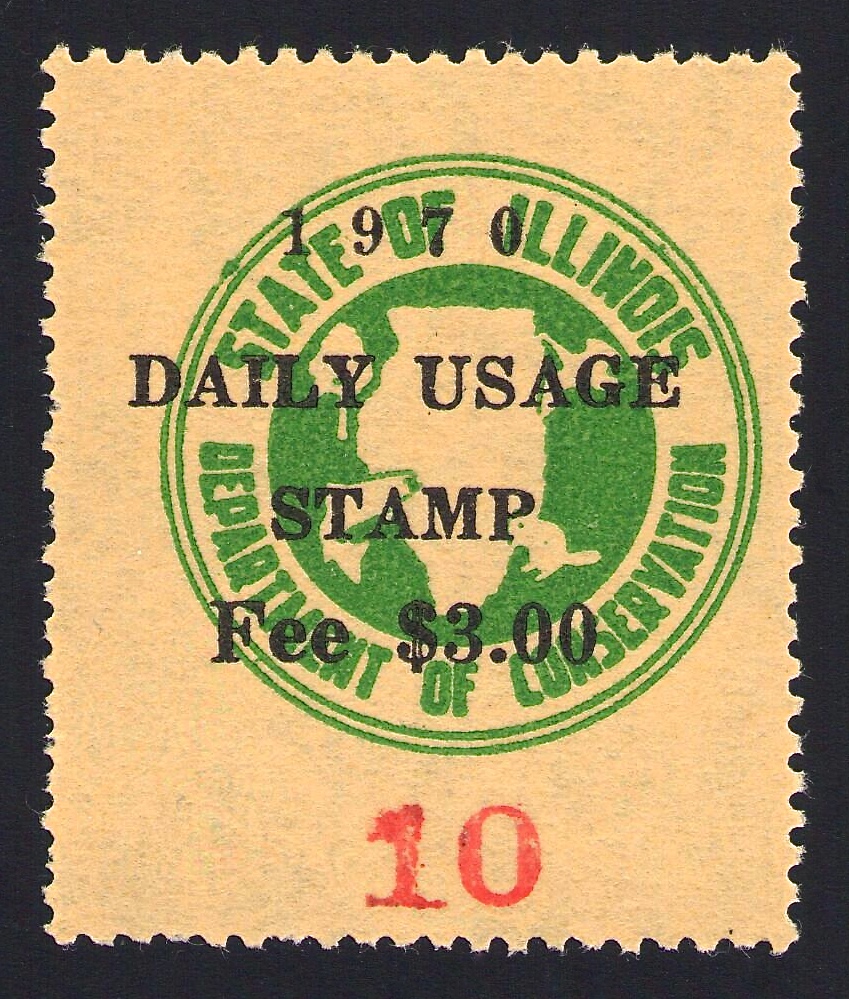 STATE OF ILLINOIS
1970
DAILY USAGE
STAMP
Fee $3.00
DEPARTMENT OF CONSERVATION
10